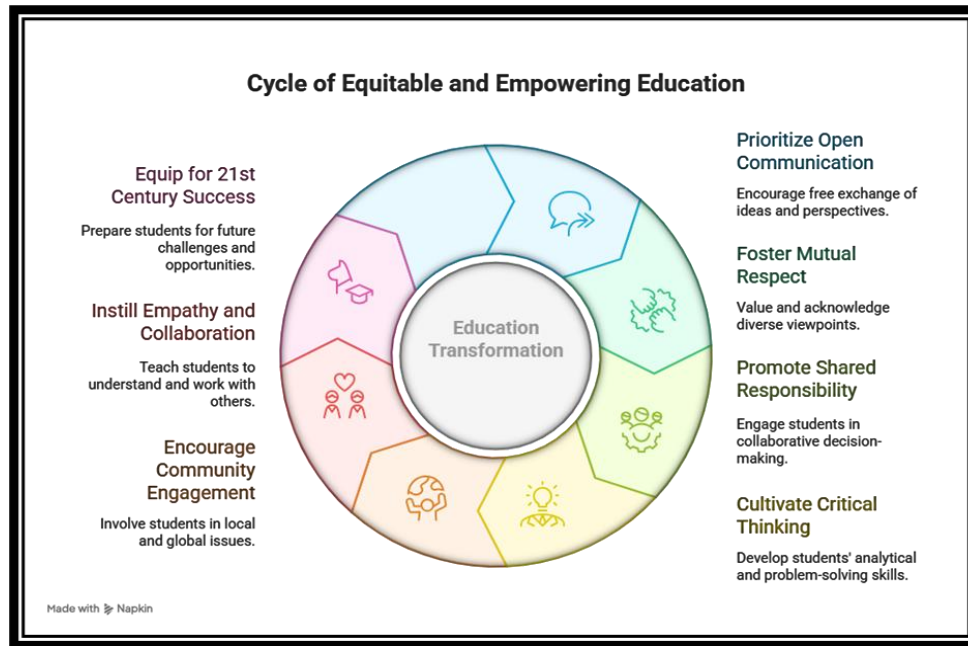 Cycle of Equitable and Empowering Education
Prioritize Open
Communication
Encourage free exchange of
ideas and perspectives.
Foster Mutual
Respect
Value and acknowledge
diverse viewpoints.
Promote Shared
Responsibility
Engage students in
collaborative decision-
making.
Cultivate Critical
Thinking
Develop students' analytical
and problem-solving skills.
Encourage
Community
Engagement
Involve students in local
and global issues.
Instill Empathy and
Collaboration
Teach students to
understand and work with
others.
Equip for 21st
Century Success
Prepare students for future
challenges and
opportunities.
Education
Transformation
Made with Napkin